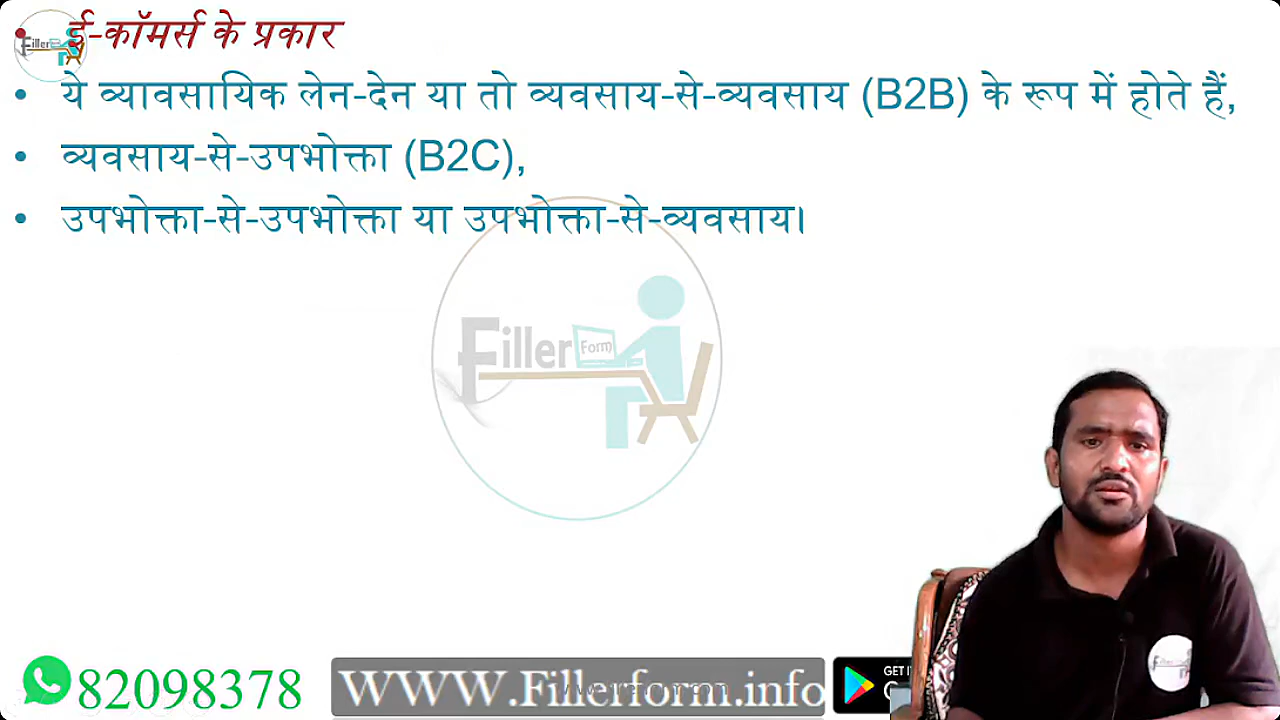 ई-कॉमर्स के प्रकार
• ये व्यावसायिक लेन-देन या तो व्यवसाय-से-व्यवसाय (B2B) के रूप में होते हैं,
• व्यवसाय-से-उपभोक्ता (B2C),
• उपभोक्ता-से-उपभोक्ता या उपभोक्ता-से-व्यवसाय।
Filler Form
82098378
www.Fillerform.info
GET I